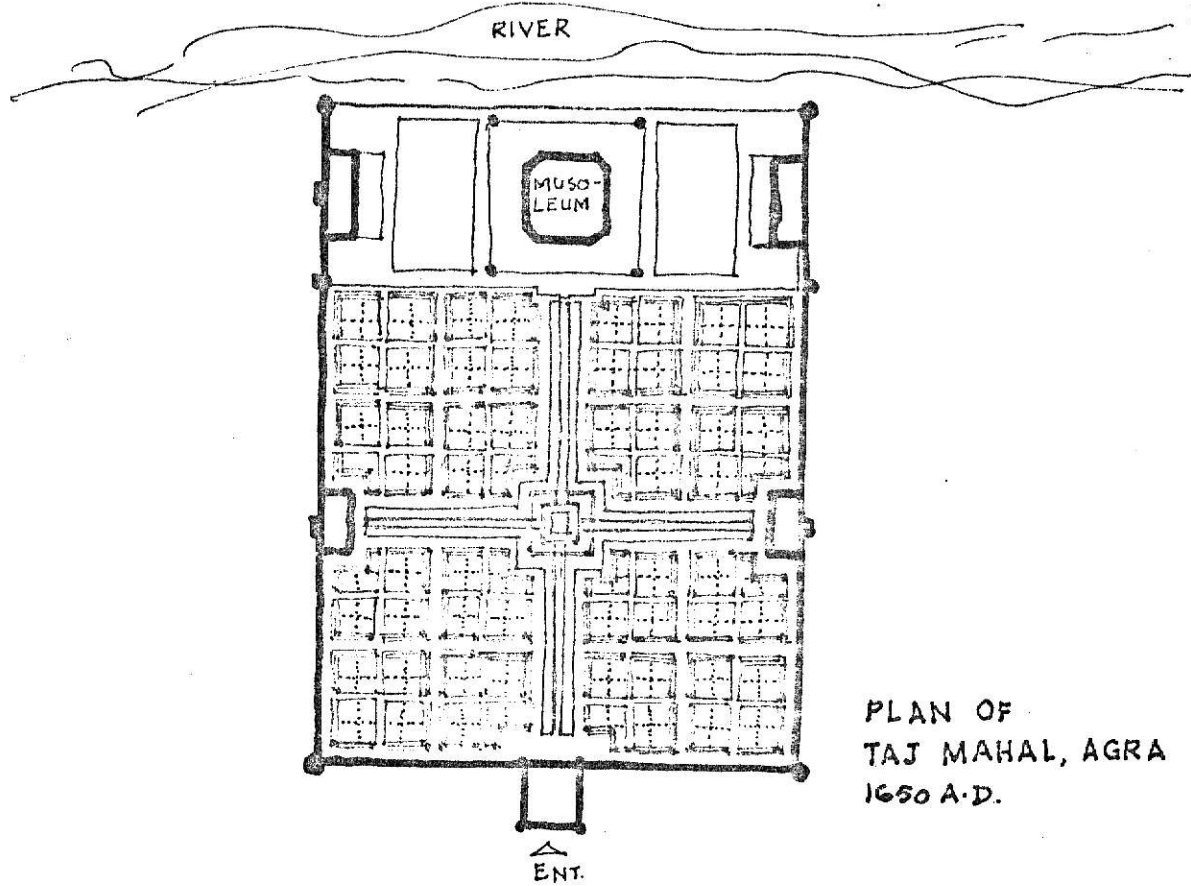 RIVER
MUSO-
LEUM
PLAN OF
TAJ MAHAL, AGRA
1650 A.D.
ENT.